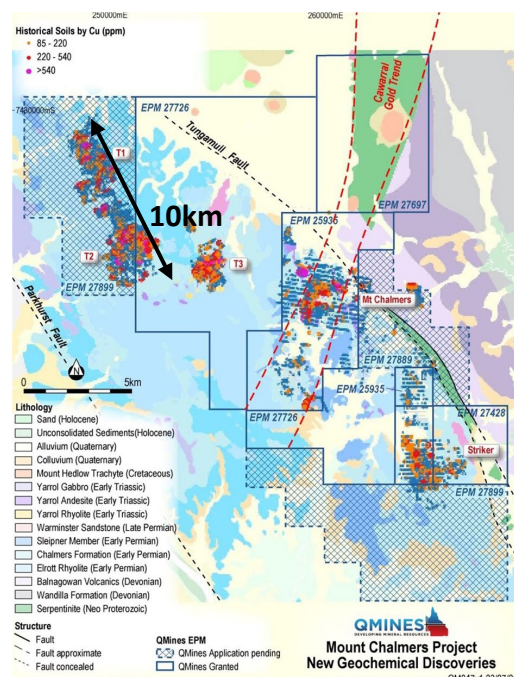 250000mE
260000mE
Historical Soils by Cu (ppm)
85 - 220
220 - 540
>540
7430000mS
EPM 27726
Tungamull Fault
Cawarral
Gold Trend
T1
10km
T2
T3
EPM 27899
EPM 25935
EPM 27697
Mt Chalmers
Parkhurst Fault
N
0
5km
EPM 27889
EPM 25935
EPM 27726
EPM 27428
Striker
EPM 27899
Lithology
Sand (Holocene)
Unconsolidated Sediments(Holocene)
Alluvium (Quaternary)
Colluvium (Quaternary)
Mount Hedlow Trachyte (Cretaceous)
Yarrol Gabbro (Early Triassic)
Yarrol Andesite (Early Triassic)
Yarrol Rhyolite (Early Triassic)
Warminster Sandstone (Late Permian)
Sleipner Member (Early Permian)
Chalmers Formation (Early Permian)
Elrott Rhyolite (Early Permian)
Balnagowan Volcanics (Devonian)
Wandilla Formation (Devonian)
Serpentinite (Neo Proterozoic)
Structure
Fault
Fault approximate
Fault concealed
QMines EPM
QMines Application pending
QMines Granted
QMINES
DEVELOPING MINERAL RESOURCES
Mount Chalmers Project
New Geochemical Discoveries